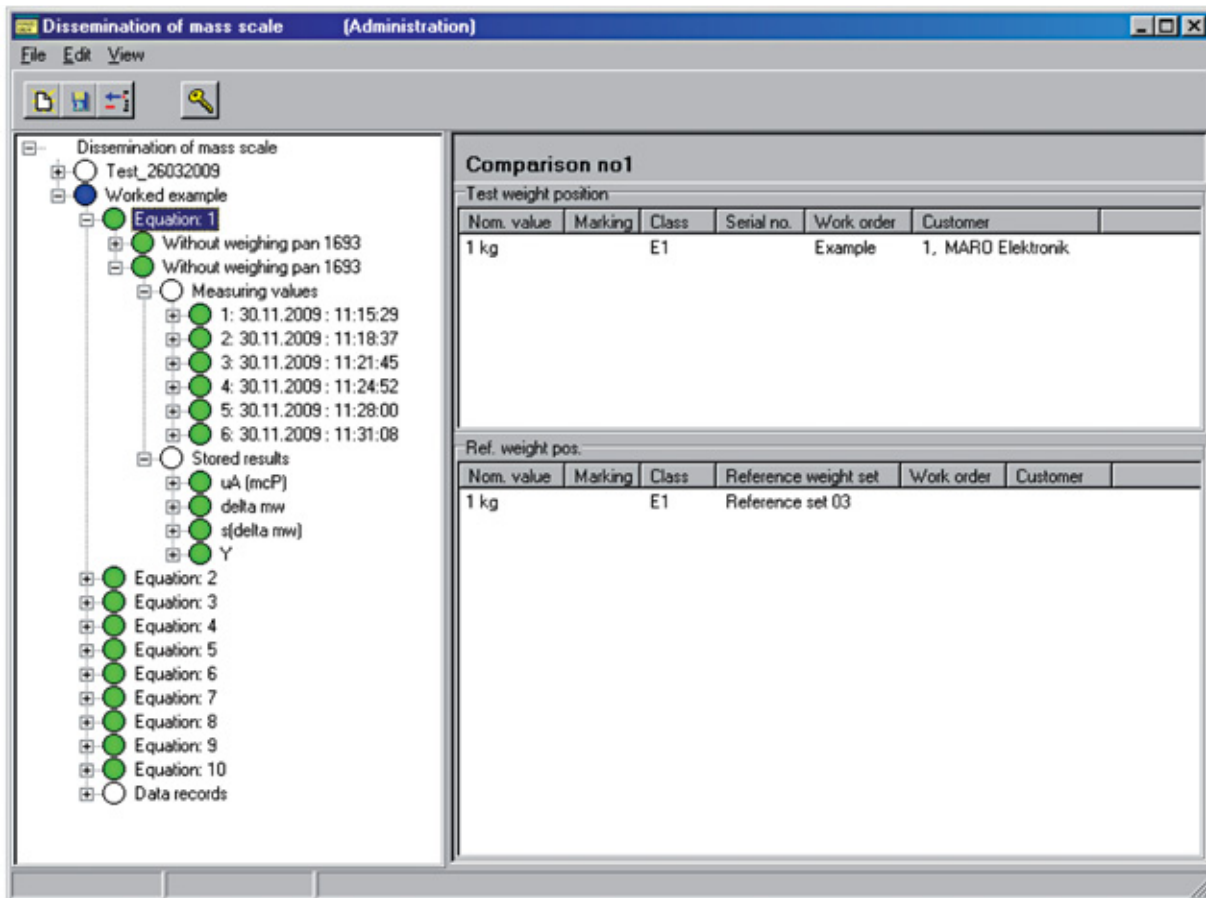 Dissemination of mass scale (Administration)
File Edit View
Dissemination of mass scale
Test_26032009
Worked example
Equation: 1
Without weighing pan 1693
Without weighing pan 1693
Measuring values
1: 30.11.2009 : 11:15:29
2: 30.11.2009 : 11:18:37
3: 30.11.2009 : 11:21:45
4: 30.11.2009 : 11:24:52
5: 30.11.2009 : 11:28:00
6: 30.11.2009 : 11:31:08
Stored results
uA (mcP)
delta mw
s(delta mw)
Y
Equation: 2
Equation: 3
Equation: 4
Equation: 5
Equation: 6
Equation: 7
Equation: 8
Equation: 9
Equation: 10
Data records
Comparison no1
Test weight position
Nom. value Marking Class Serial no. Work order Customer
1 kg E1 Example 1, MARO Elektronik
Ref. weight pos.
Nom. value Marking Class Reference weight set Work order Customer
1 kg E1 Reference set 03